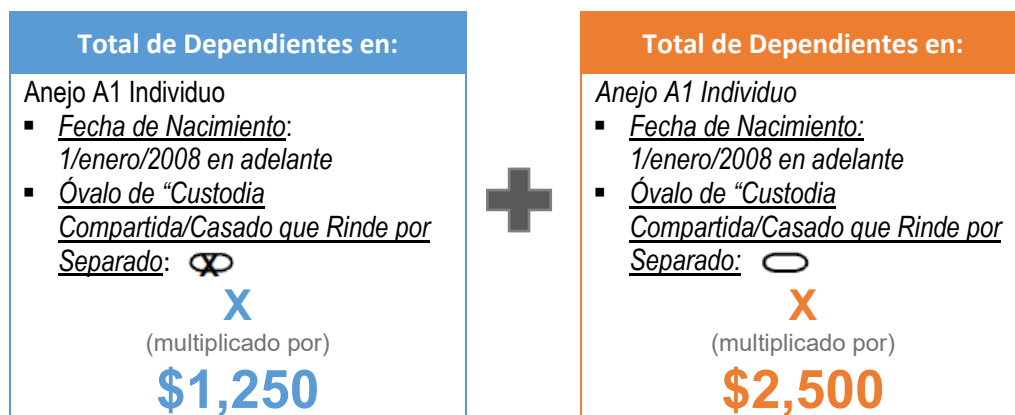 Total de Dependientes en:
Anejo A1 Individuo
▪ Fecha de Nacimiento:
1/enero/2008 en adelante
▪ Óvalo de “Custodia
Compartida/Casado que Rinde por
Separado: X
X
(multiplicado por)
$1,250
Total de Dependientes en:
Anejo A1 Individuo
▪ Fecha de Nacimiento:
1/enero/2008 en adelante
▪ Óvalo de “Custodia
Compartida/Casado que Rinde por
Separado:
X
(multiplicado por)
$2,500